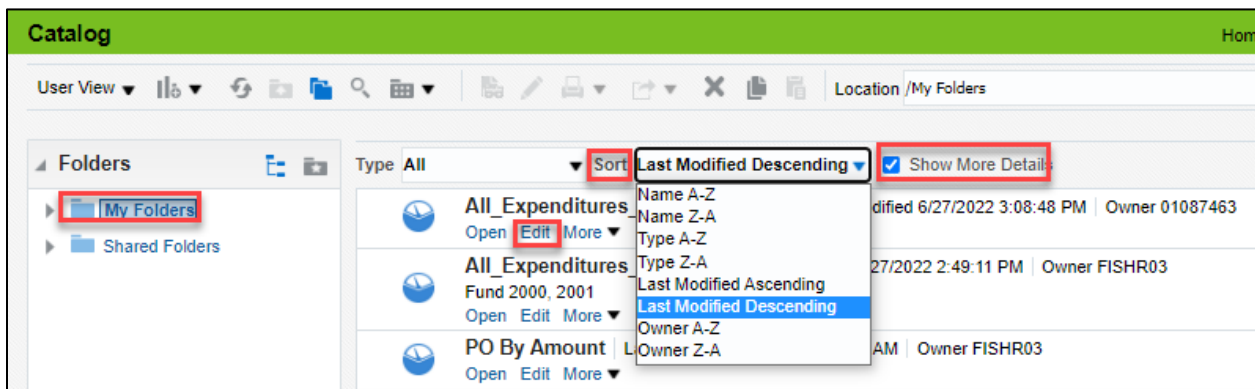 Catalog Hom
User View Location /My Folders
Folders Type All Sort Last Modified Descending Show More Details
My Folders
Shared Folders
Name A-Z
Name Z-A
Type A-Z
Type Z-A
Last Modified Ascending
Last Modified Descending
Owner A-Z
Owner Z-A
All_Expenditures_ dified 6/27/2022 3:08:48 PM Owner 01087463
Open Edit More
All_Expenditures_ 27/2022 2:49:11 PM Owner FISHR03
Fund 2000, 2001
Open Edit More
PO By Amount L AM Owner FISHR03
Open Edit More